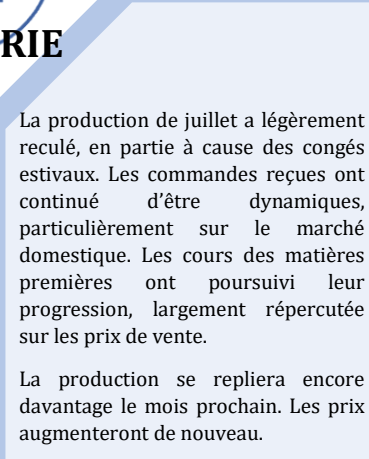 RIE
La production de juillet a légèrement
reculé, en partie à cause des congés
estivaux. Les commandes reçues ont
continué d'être dynamiques,
particulièrement sur le marché
domestique. Les cours des matières
premières ont poursuivi leur
progression, largement répercutée
sur les prix de vente.
La production se repliera encore
davantage le mois prochain. Les prix
augmenteront de nouveau.